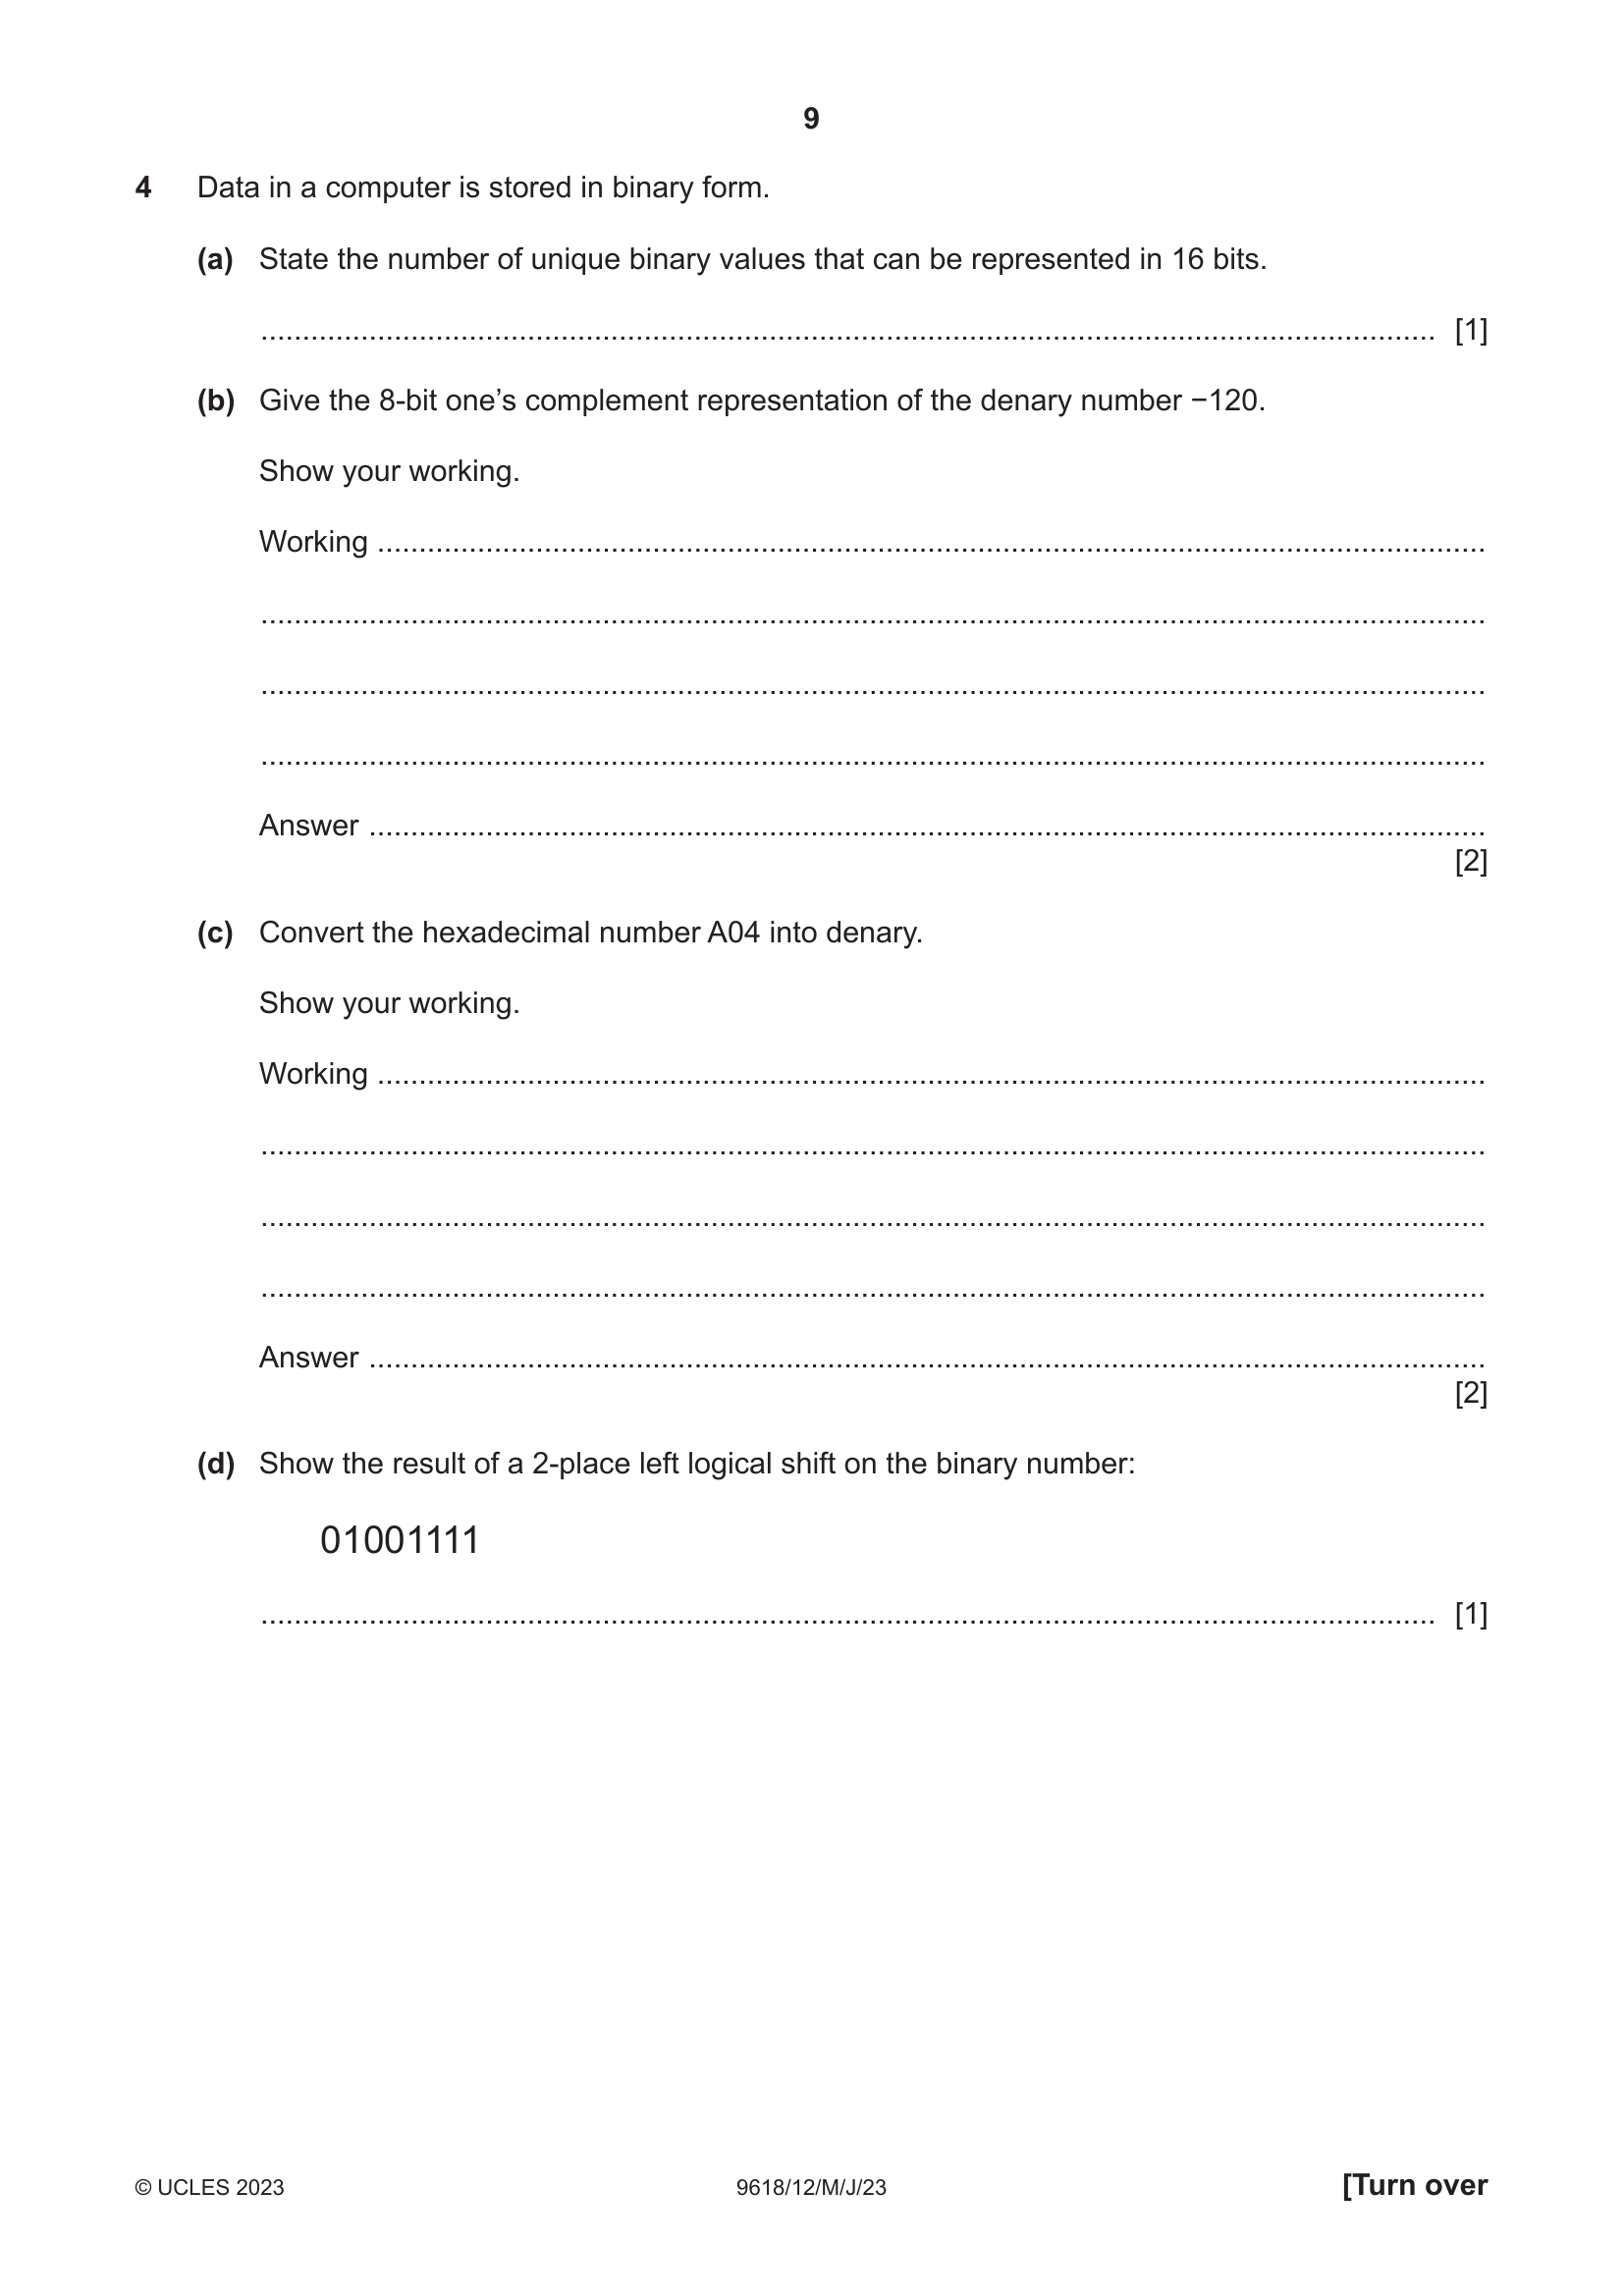 9
4 Data in a computer is stored in binary form.
(a) State the number of unique binary values that can be represented in 16 bits.
.......................................................................................................................................... [1]
(b) Give the 8-bit one’s complement representation of the denary number −120.
Show your working.
Working ..................................................................................................................................
................................................................................................................................................
................................................................................................................................................
................................................................................................................................................
Answer ...................................................................................................................................
[2]
(c) Convert the hexadecimal number A04 into denary.
Show your working.
Working ..................................................................................................................................
................................................................................................................................................
................................................................................................................................................
................................................................................................................................................
Answer ...................................................................................................................................
[2]
(d) Show the result of a 2-place left logical shift on the binary number:
01001111
.......................................................................................................................................... [1]
© UCLES 2023 9618/12/M/J/23 [Turn over